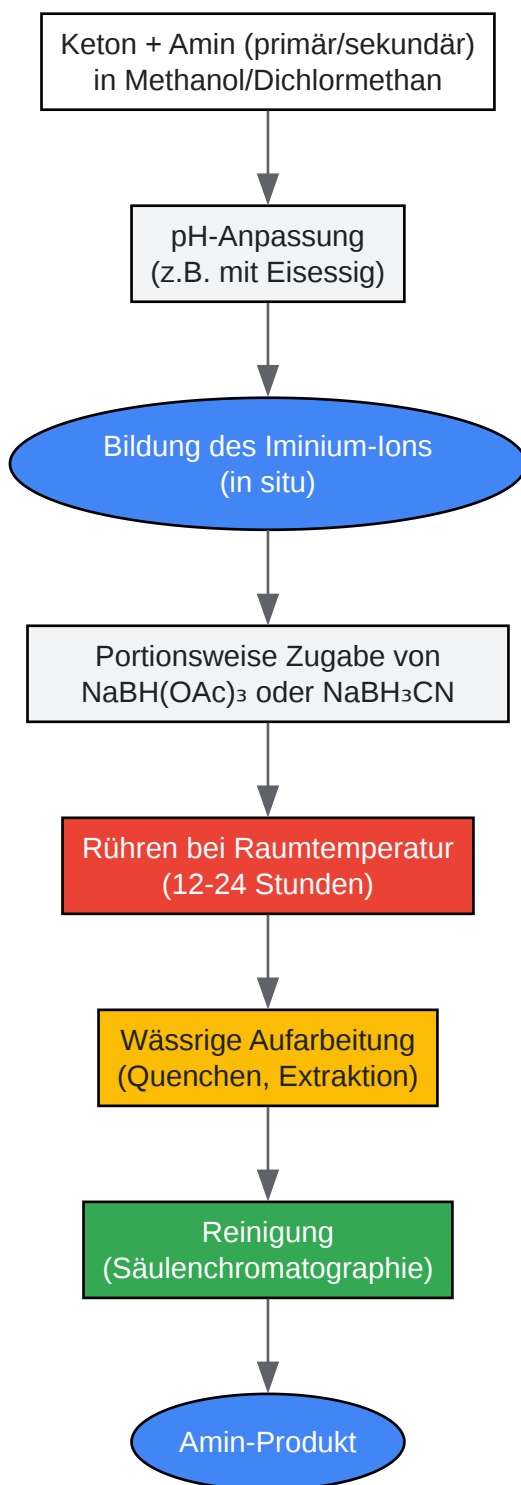 Keton + Amin (primär/sekundär)
in Methanol/Dichlormethan
pH-Anpassung
(z.B. mit Eisessig)
Bildung des Iminium-Ions
(in situ)
Portionsweise Zugabe von
NaBH(OAc)₃ oder NaBH₃CN
Rühren bei Raumtemperatur
(12-24 Stunden)
Wässrige Aufarbeitung
(Quenchen, Extraktion)
Reinigung
(Säulenchromatographie)
Amin-Produkt